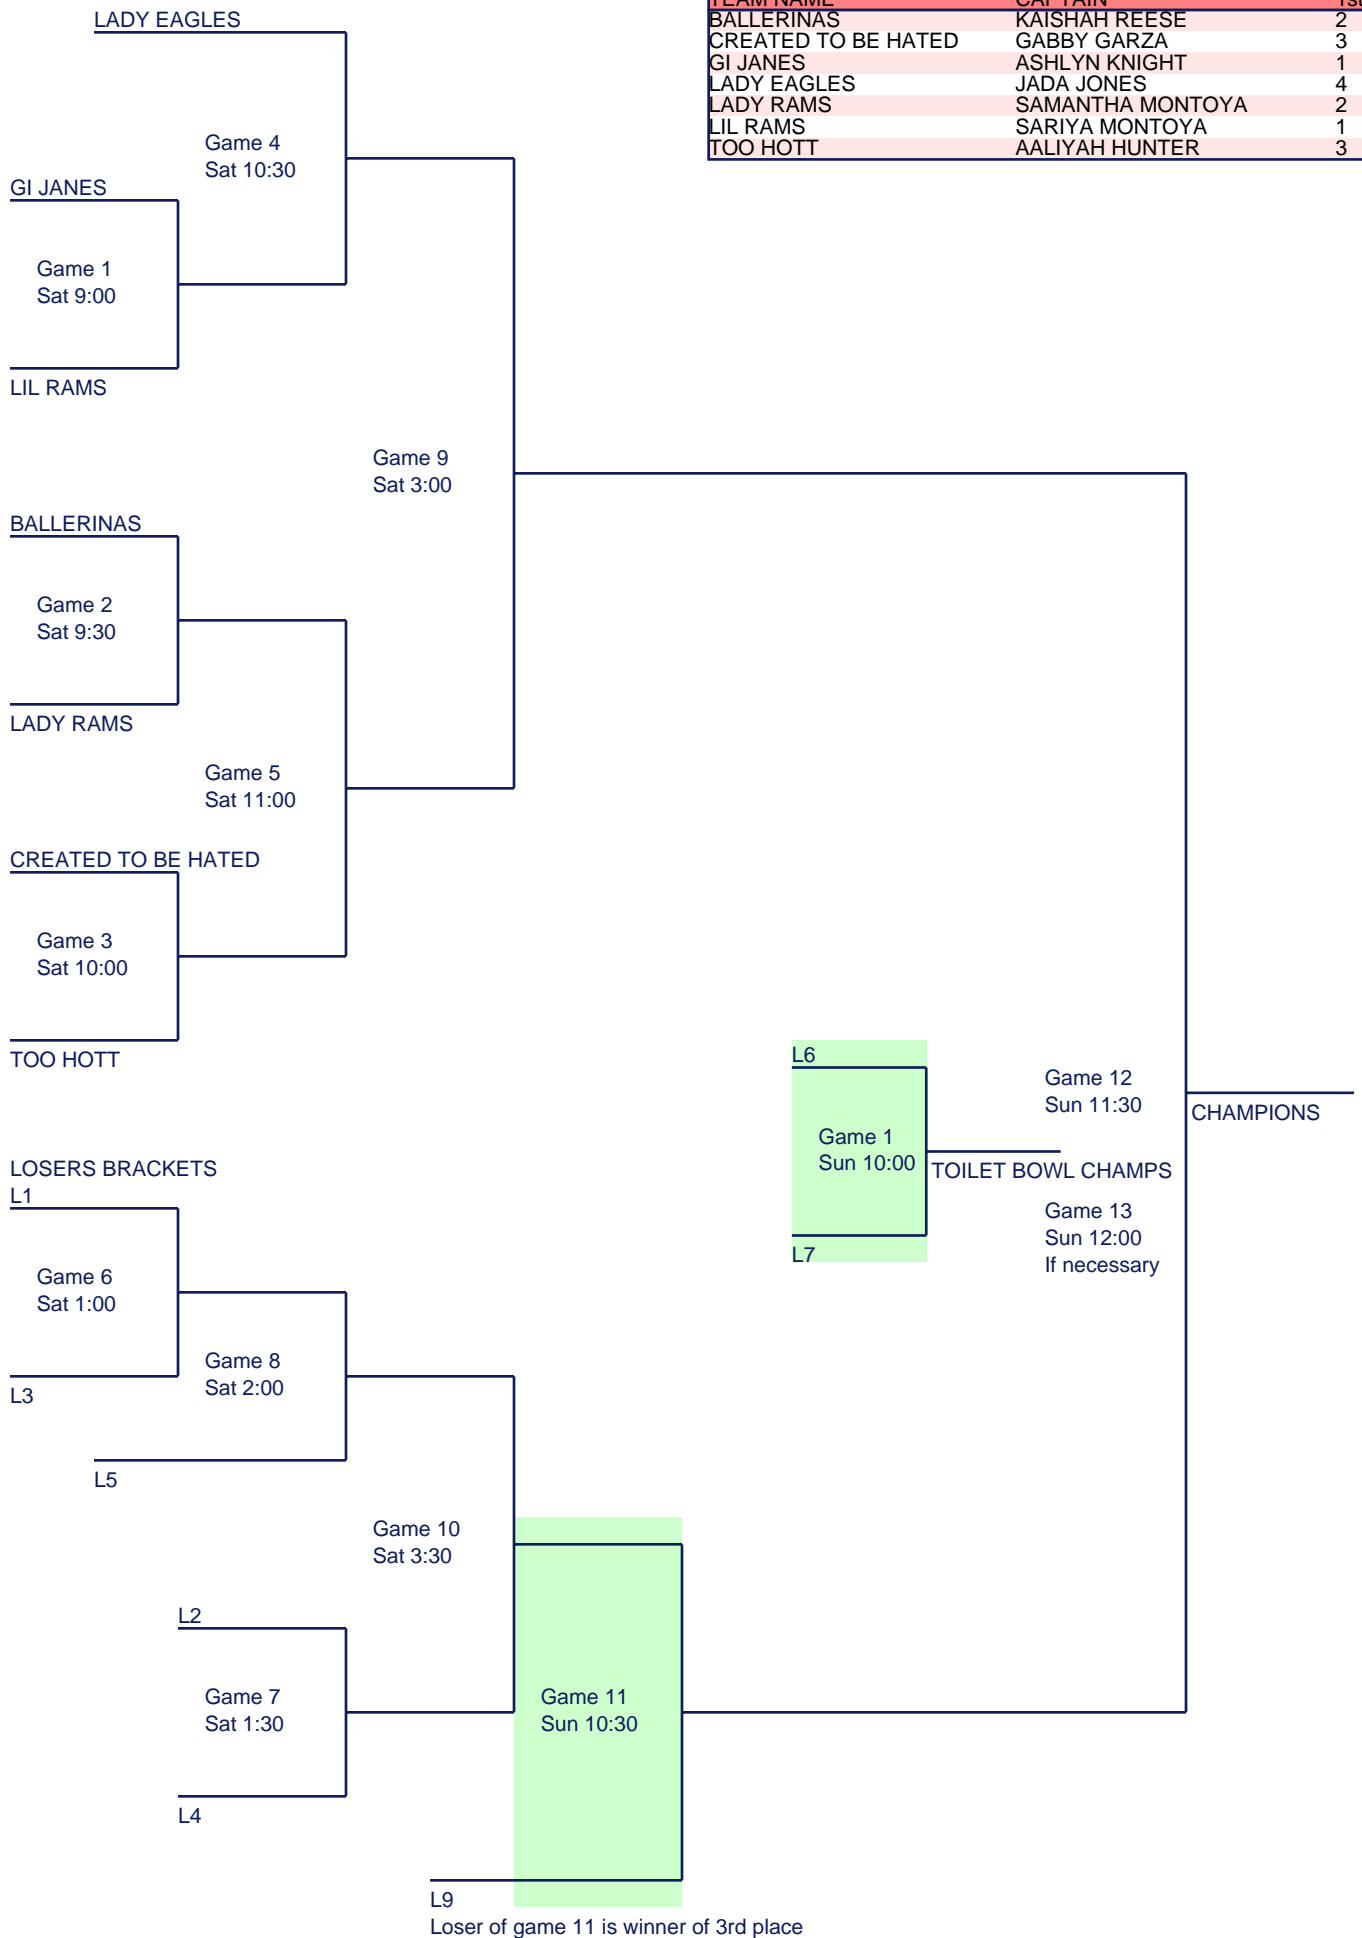 TEAM NAME CAPTAIN
BALLERINAS KAISHAH REESE 2
CREATED TO BE HATED GABBY GARZA 3
GI JANES ASHLYN KNIGHT 1
LADY EAGLES JADA JONES 4
LADY RAMS SAMANTHA MONTOYA 2
LIL RAMS SARIYA MONTOYA 1
TOO HOTT AALIYAH HUNTER 3
LADY EAGLES
Game 4
Sat 10:30
GI JANES
Game 1
Sat 9:00
LIL RAMS
Game 9
Sat 3:00
BALLERINAS
Game 2
Sat 9:30
LADY RAMS
Game 5
Sat 11:00
CREATED TO BE HATED
Game 3
Sat 10:00
TOO HOTT
L6
Game 1
Sun 10:00
L7
TOILET BOWL CHAMPS
Game 12
Sun 11:30
CHAMPIONS
Game 13
Sun 12:00
If necessary
LOSERS BRACKETS
L1
Game 6
Sat 1:00
L3
Game 8
Sat 2:00
L5
Game 10
Sat 3:30
L2
Game 7
Sat 1:30
L4
Game 11
Sun 10:30
L9
Loser of game 11 is winner of 3rd place